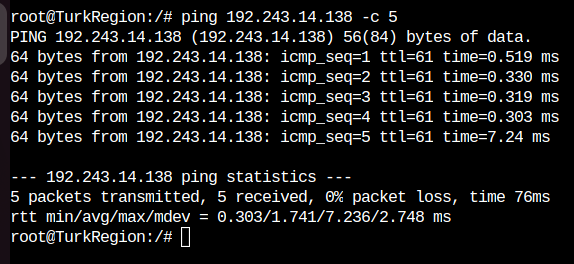 root@TurkRegion:/# ping 192.243.14.138 -c 5
PING 192.243.14.138 (192.243.14.138) 56(84) bytes of data.
64 bytes from 192.243.14.138: icmp_seq=1 ttl=61 time=0.519 ms
64 bytes from 192.243.14.138: icmp_seq=2 ttl=61 time=0.330 ms
64 bytes from 192.243.14.138: icmp_seq=3 ttl=61 time=0.319 ms
64 bytes from 192.243.14.138: icmp_seq=4 ttl=61 time=0.303 ms
64 bytes from 192.243.14.138: icmp_seq=5 ttl=61 time=7.24 ms
--- 192.243.14.138 ping statistics ---
5 packets transmitted, 5 received, 0% packet loss, time 76ms
rtt min/avg/max/mdev = 0.303/1.741/7.236/2.748 ms
root@TurkRegion:/#